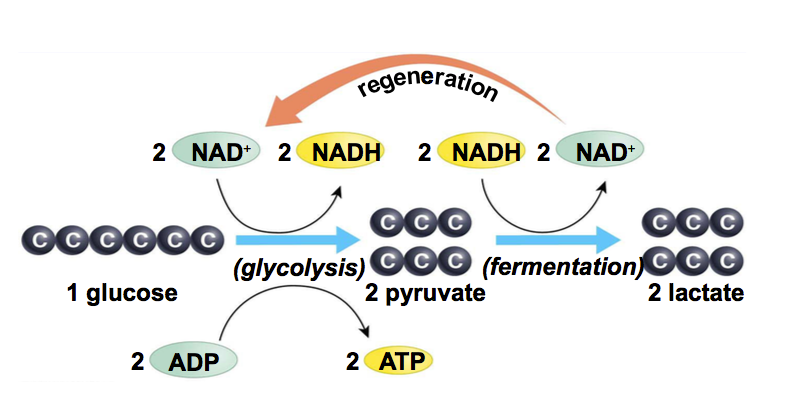 regeneration
2 NAD+ 2 NADH 2 NADH 2 NAD+
C C C C C C
C C C
C C C
C C C
C C C
(glycolysis)
(fermentation)
1 glucose
2 pyruvate
2 lactate
2 ADP
2 ATP